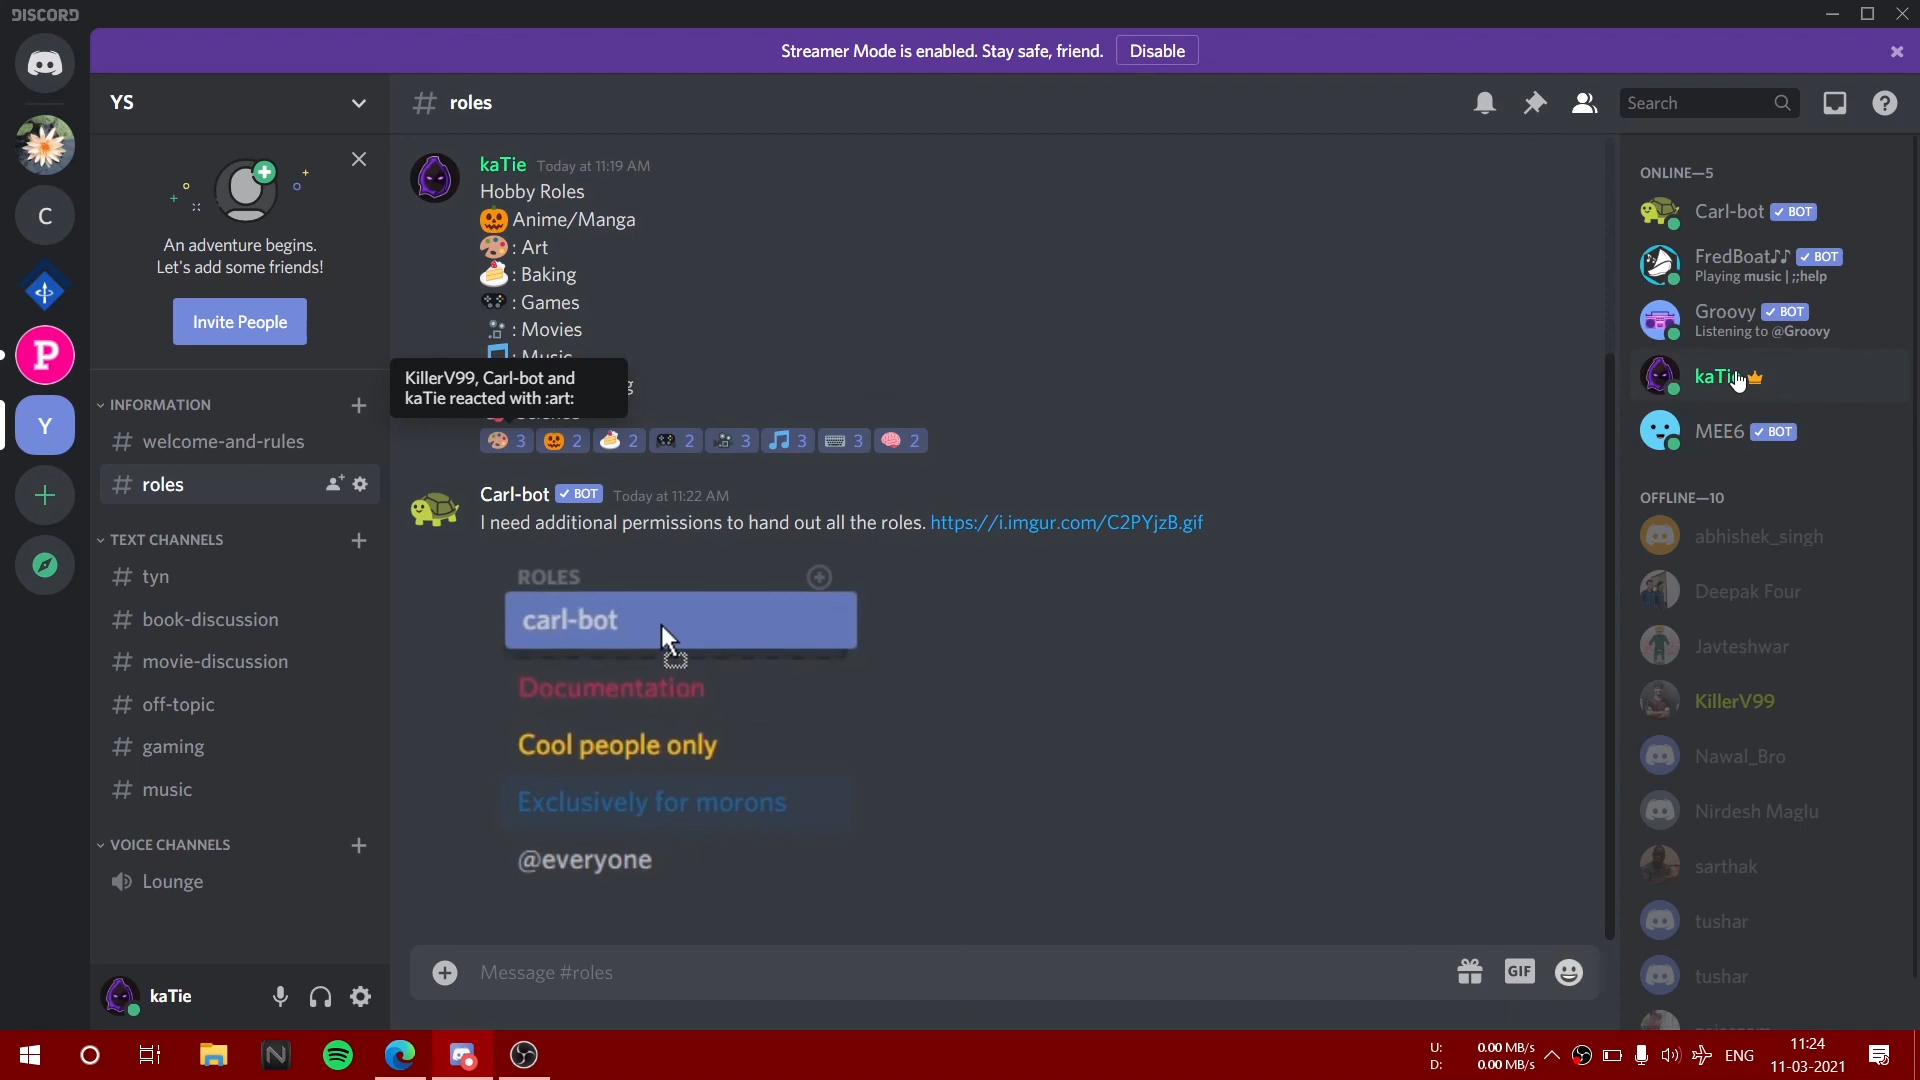 DISCORD
Streamer Mode is enabled. Stay safe, friend.
Disable
YS
roles
Search
An adventure begins.
Let's add some friends!
Invite People
INFORMATION
welcome-and-rules
roles
TEXT CHANNELS
tyn
book-discussion
movie-discussion
off-topic
gaming
music
VOICE CHANNELS
Lounge
kaTie
C
P
Y
kaTie Today at 11:19 AM
Hobby Roles
Anime/Manga
: Art
: Baking
: Games
: Movies
: Music
KillerV99, Carl-bot and
kaTie reacted with :art:
3 2 2 2 3 3 3 2
Carl-bot BOT Today at 11:22 AM
I need additional permissions to hand out all the roles. https://i.imgur.com/C2PYjzB.gif
ROLES
carl-bot
Documentation
Cool people only
Exclusively for morons
@everyone
Message #roles
GIF
ONLINE—5
Carl-bot BOT
FredBoat♪♪ BOT
Playing music | ;;help
Groovy BOT
Listening to @Groovy
kaTie
MEE6 BOT
OFFLINE—10
abhishek_singh
Deepak Four
Javteshwar
KillerV99
Nawal_Bro
Nirdesh Maglu
sarthak
tushar
tushar
U: 0.00 MB/s
D: 0.00 MB/s
ENG
11:24
11-03-2021